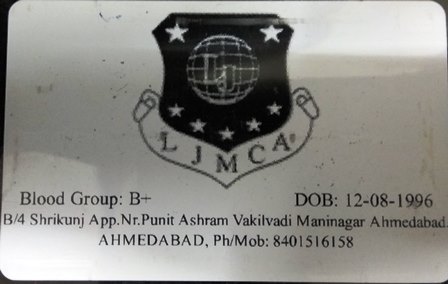 LJ
LJMCA
Blood Group: B+ DOB: 12-08-1996
B/4 Shrikunj App.Nr.Punit Ashram Vakilvadi Maninagar Ahmedabad.
AHMEDABAD, Ph/Mob: 8401516158